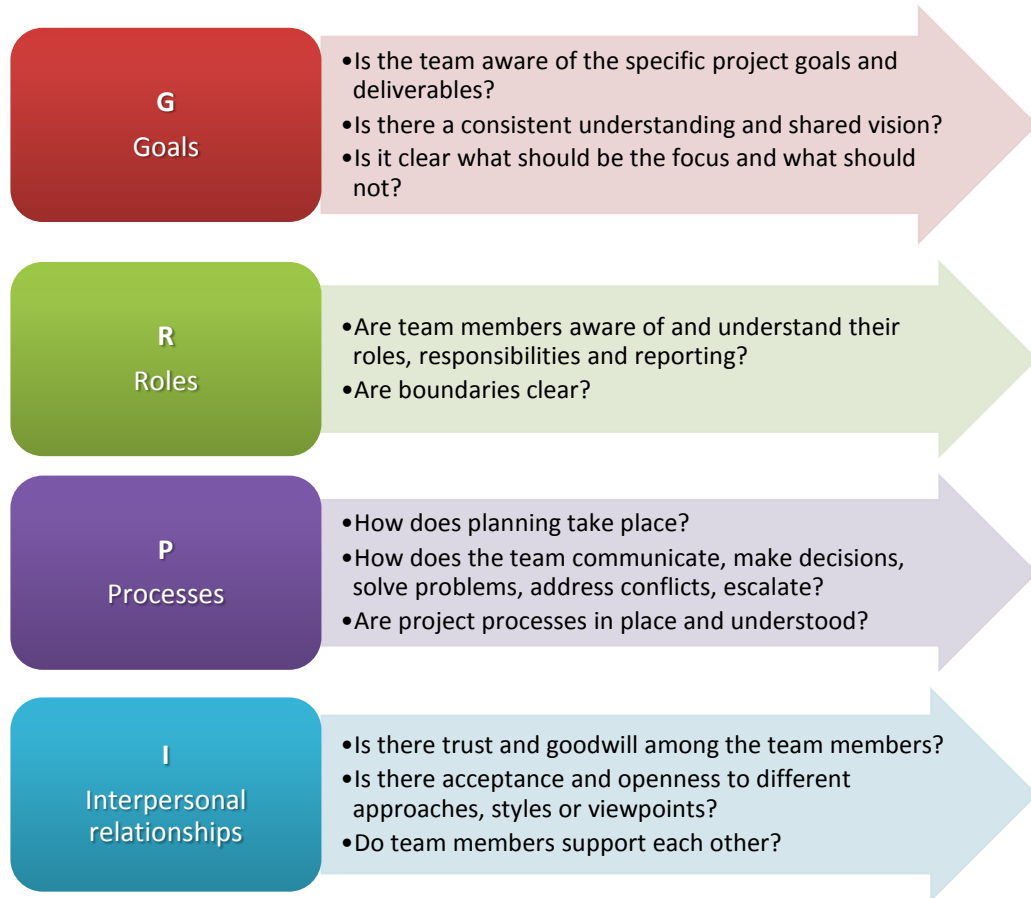 G
Goals
•Is the team aware of the specific project goals and
deliverables?
•Is there a consistent understanding and shared vision?
•Is it clear what should be the focus and what should
not?
R
Roles
•Are team members aware of and understand their
roles, responsibilities and reporting?
•Are boundaries clear?
P
Processes
•How does planning take place?
•How does the team communicate, make decisions,
solve problems, address conflicts, escalate?
•Are project processes in place and understood?
I
Interpersonal
relationships
•Is there trust and goodwill among the team members?
•Is there acceptance and openness to different
approaches, styles or viewpoints?
•Do team members support each other?